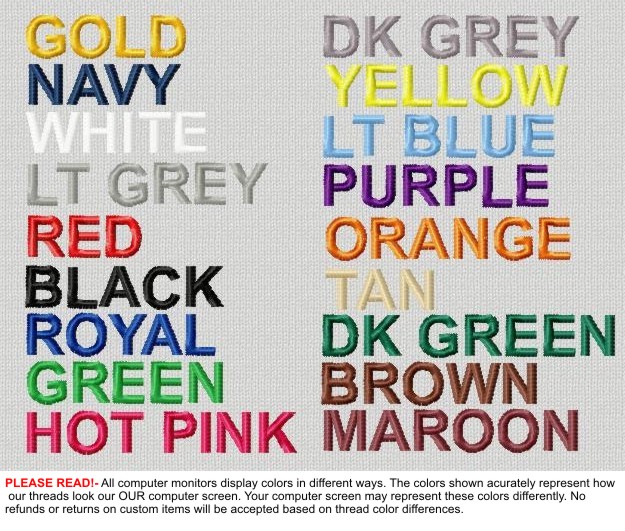 GOLD
NAVY
WHITE
LT GREY
RED
BLACK
ROYAL
GREEN
HOT PINK
DK GREY
YELLOW
LT BLUE
PURPLE
ORANGE
TAN
DK GREEN
BROWN
MAROON
PLEASE READ!- All computer monitors display colors in different ways. The colors shown acurately represent how
our threads look our OUR computer screen. Your computer screen may represent these colors differently. No
refunds or returns on custom items will be accepted based on thread color differences.